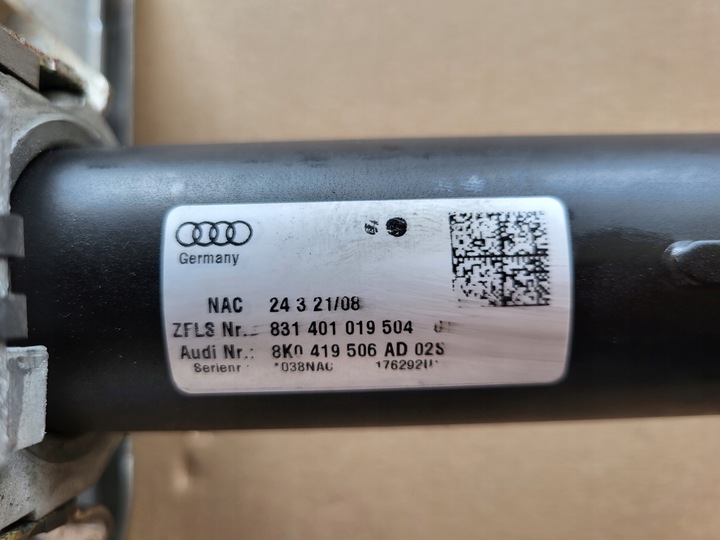 Germany
NAC 24 3 21/08
ZFLS Nr.: 831 401 019 504
Audi Nr.: 8K0 419 506 AD 02S
Serienr